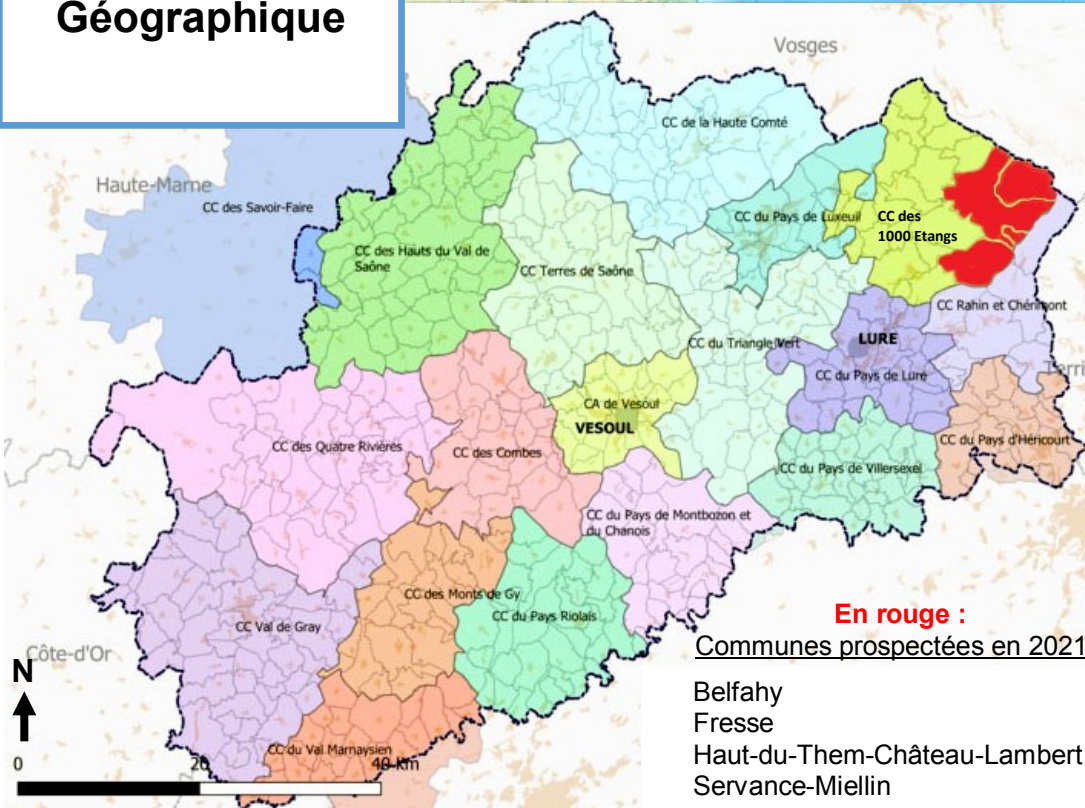 Géographique
Vosges
CC de la Haute Comté
Haute-Marne
CC des Savoir-Faire
CC du Pays de Luxeuil
CC des
1000 Etangs
CC des Hauts du Val de
Saône
CC Terres de Saône
CC Rahin et Chérimont
CC du Triangle Vert
LURE
CC du Pays de Lure
Terri
CA de Vesoul
VESOUL
CC des Quatre Rivières
CC des Combes
CC du Pays d'Héricourt
CC du Pays de Villersexel
CC du Pays de Montbozon et
du Chanois
CC des Monts de Gy
CC du Pays Riolais
CC Val de Gray
Côte-d'Or
N
CC du Val Marnaysien
0 20 40 km
En rouge :
Communes prospectées en 2021
Belfahy
Fresse
Haut-du-Them-Château-Lambert
Servance-Miellin